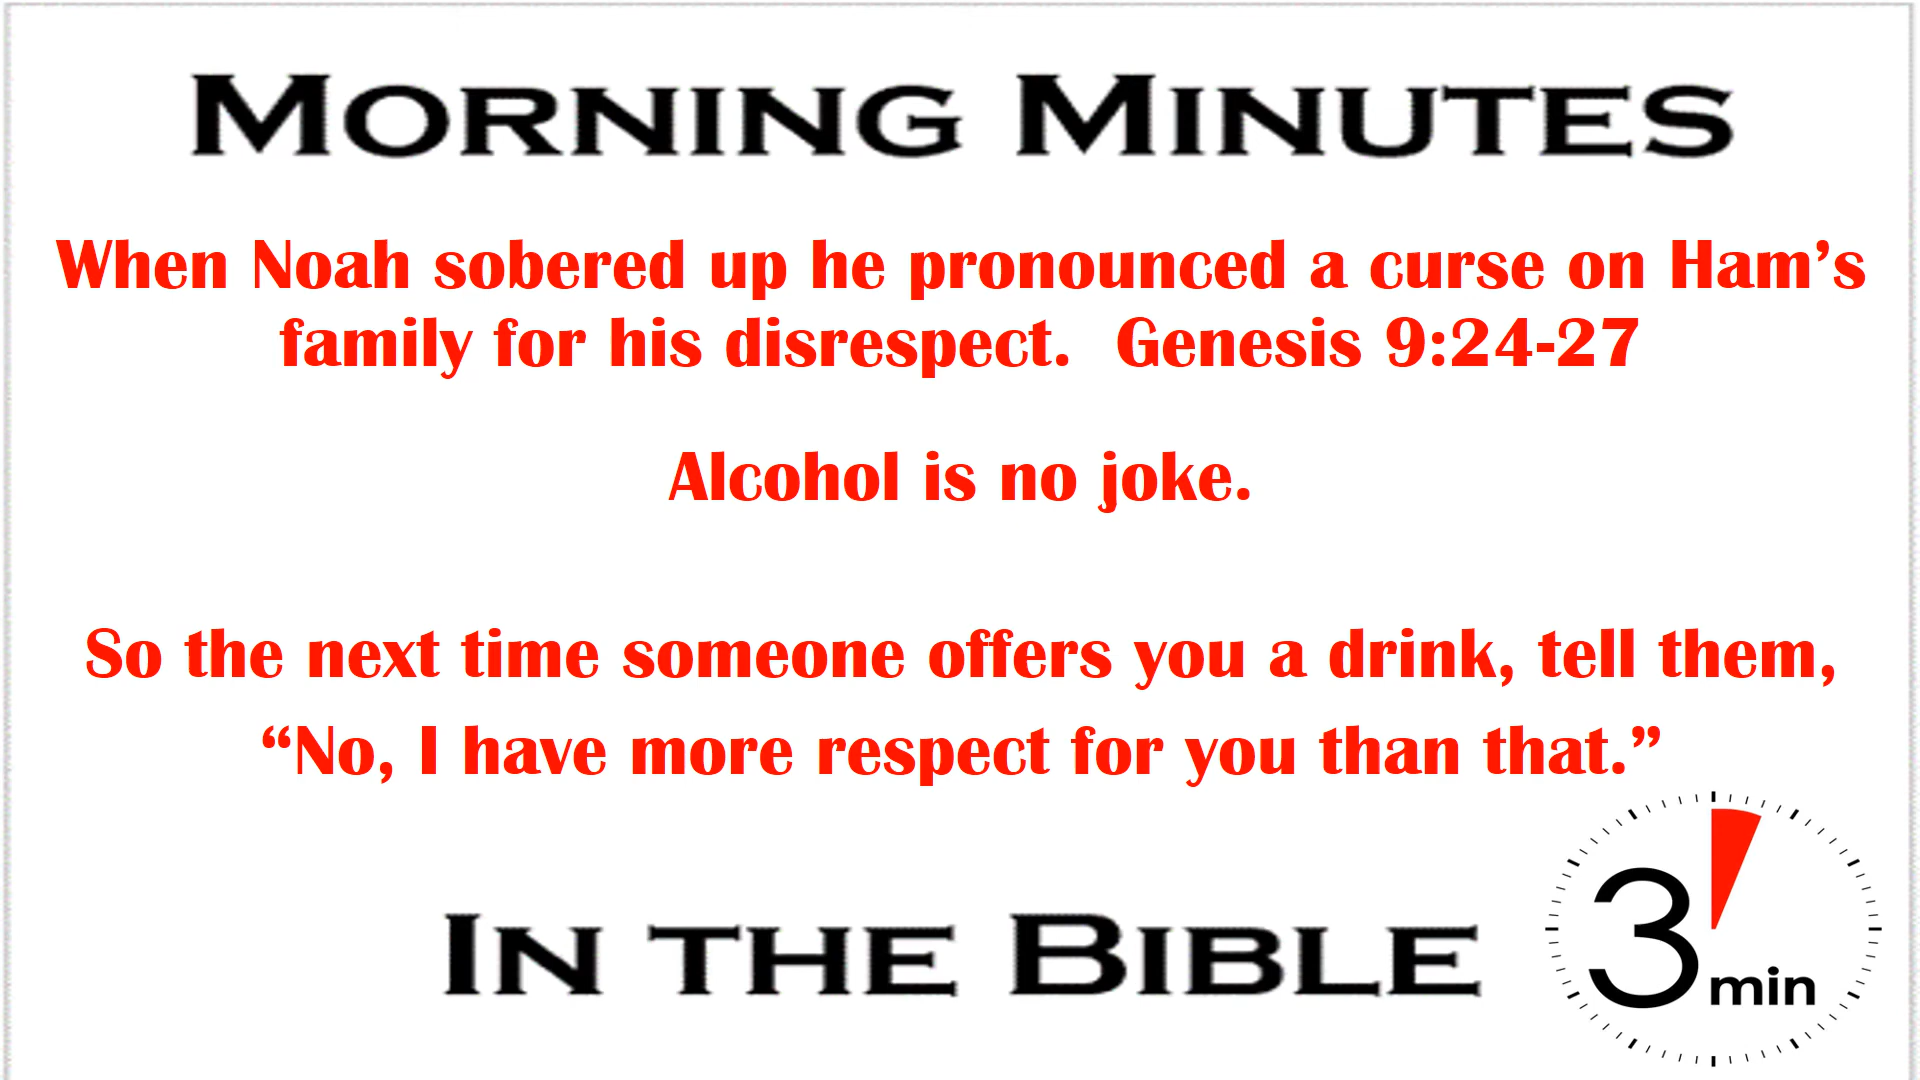 MORNING MINUTES
When Noah sobered up he pronounced a curse on Ham’s
family for his disrespect.  Genesis 9:24-27
Alcohol is no joke.
So the next time someone offers you a drink, tell them,
“No, I have more respect for you than that.”
IN THE BIBLE
3 min